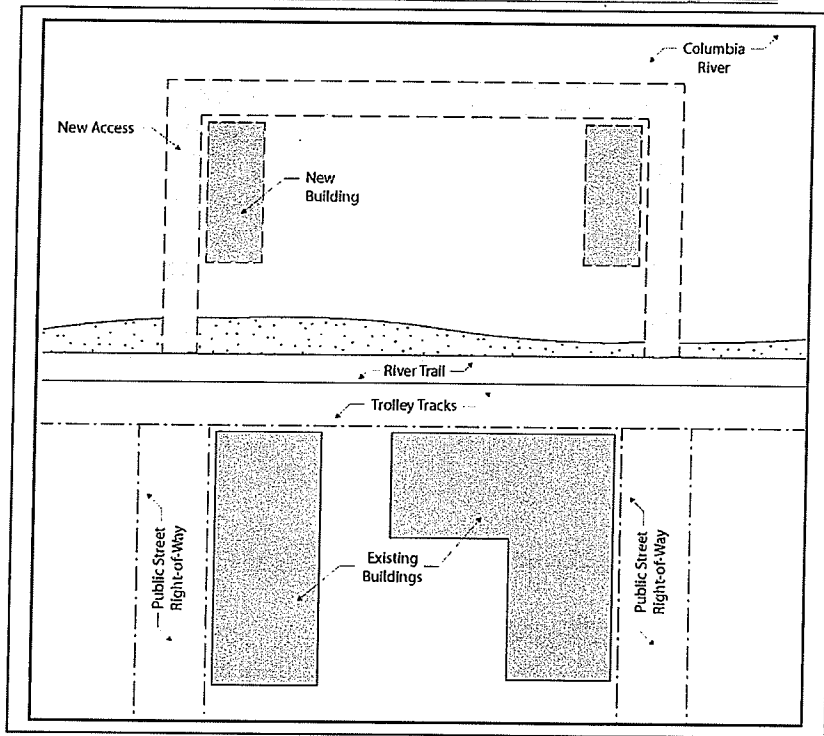 Columbia
River
New Access
New
Building
River Trail
Trolley Tracks
Public Street
Right-of-Way
Existing
Buildings
Public Street
Right-of-Way